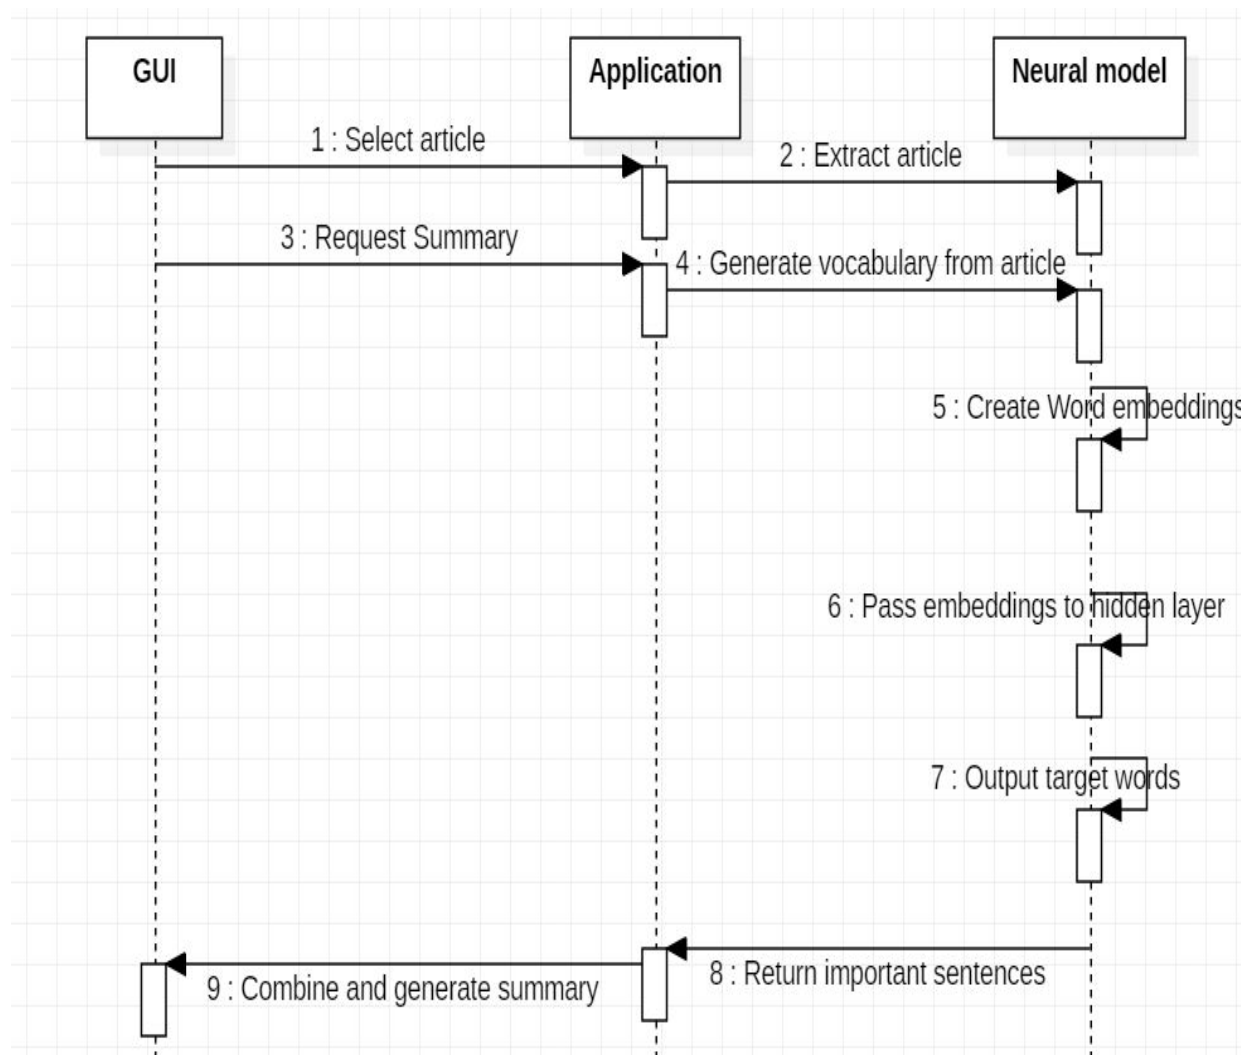 GUI
Application
Neural model
1 : Select article
2 : Extract article
3 : Request Summary
4 : Generate vocabulary from article
5 : Create Word embeddings
6 : Pass embeddings to hidden layer
7 : Output target words
8 : Return important sentences
9 : Combine and generate summary